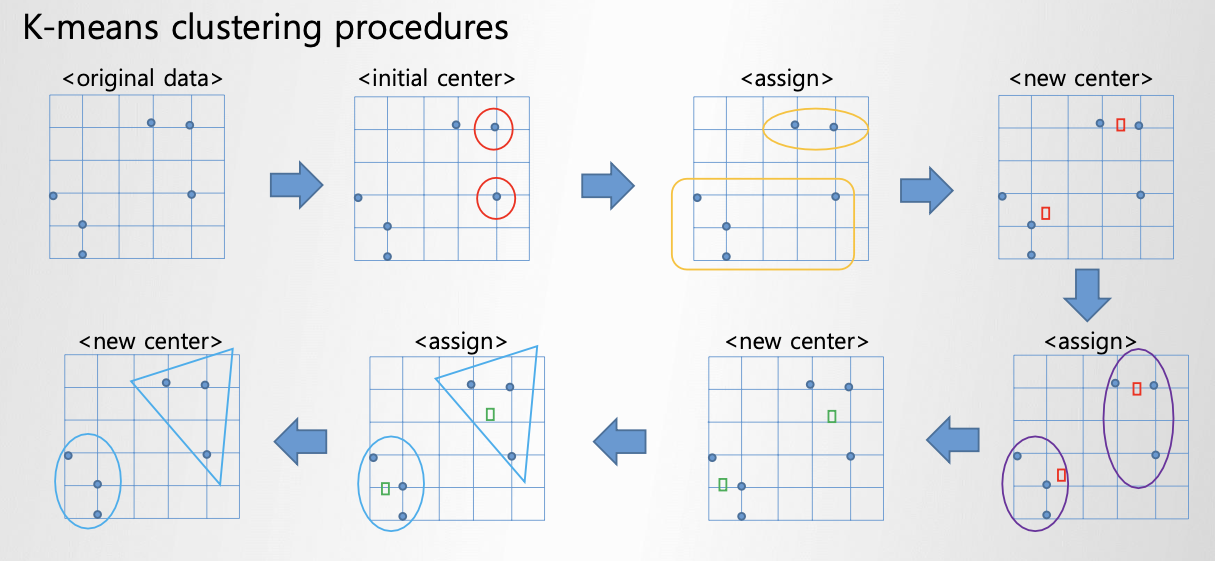 K-means clustering procedures
<original data>
<initial center>
<assign>
<new center>
<assign>
<new center>
<assign>
<new center>